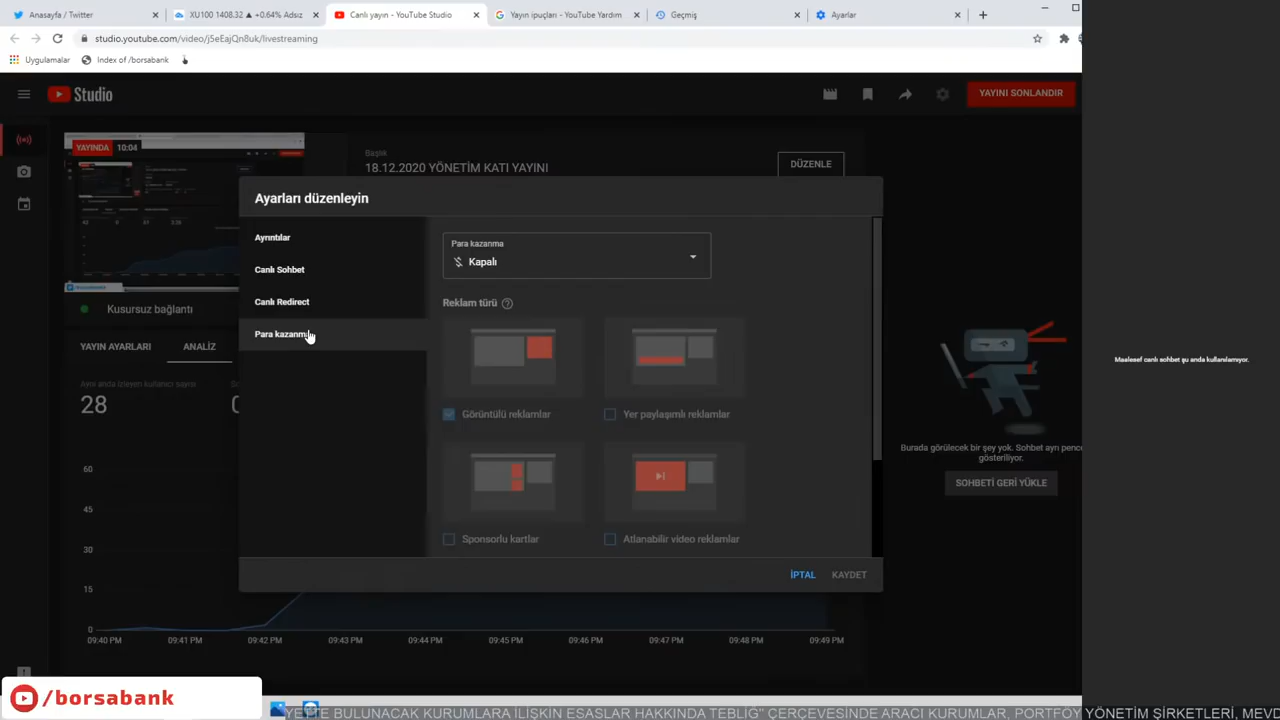 Anasayfa / Twitter
XU100 1408.32 ▲ +0.64% Adsız
Canlı yayın - YouTube Studio
Yayın ipuçları - YouTube Yardım
Geçmiş
Ayarlar
studio.youtube.com/video/j5eEajQn8uk/livestreaming
Uygulamalar
Index of /borsabank
Studio
YAYINI SONLANDIR
YAYINDA 10:04
Başlık
18.12.2020 YÖNETİM KATI YAYINI
DÜZENLE
Ayarları düzenleyin
Ayrıntılar
Canlı Sohbet
Canlı Redirect
Para kazanma
Para kazanma
Kapalı
Reklam türü
Görüntülü reklamlar
Yer paylaşımlı reklamlar
Sponsorlu kartlar
Atlanabilir video reklamlar
İPTAL
KAYDET
Kusursuz bağlantı
YAYIN AYARLARI
ANALİZ
Aynı anda izleyen kullanıcı sayısı
28
0
60
45
30
15
0
09:40 PM
09:41 PM
09:42 PM
09:43 PM
09:44 PM
09:45 PM
09:46 PM
09:47 PM
09:48 PM
09:49 PM
Burada görülecek bir şey yok. Sohbet ayrı pence
gösteriliyor.
SOHBETİ GERİ YÜKLE
Maalesef canlı sohbet şu anda kullanılamıyor.
/borsabank
YETTE BULUNACAK KURUMLARA İLİŞKİN ESASLAR HAKKINDA TEBLİĞ" ÇERÇEVESİNDE ARACI KURUMLAR, PORTFÖY YÖNETİM ŞİRKETLERİ, MEVD